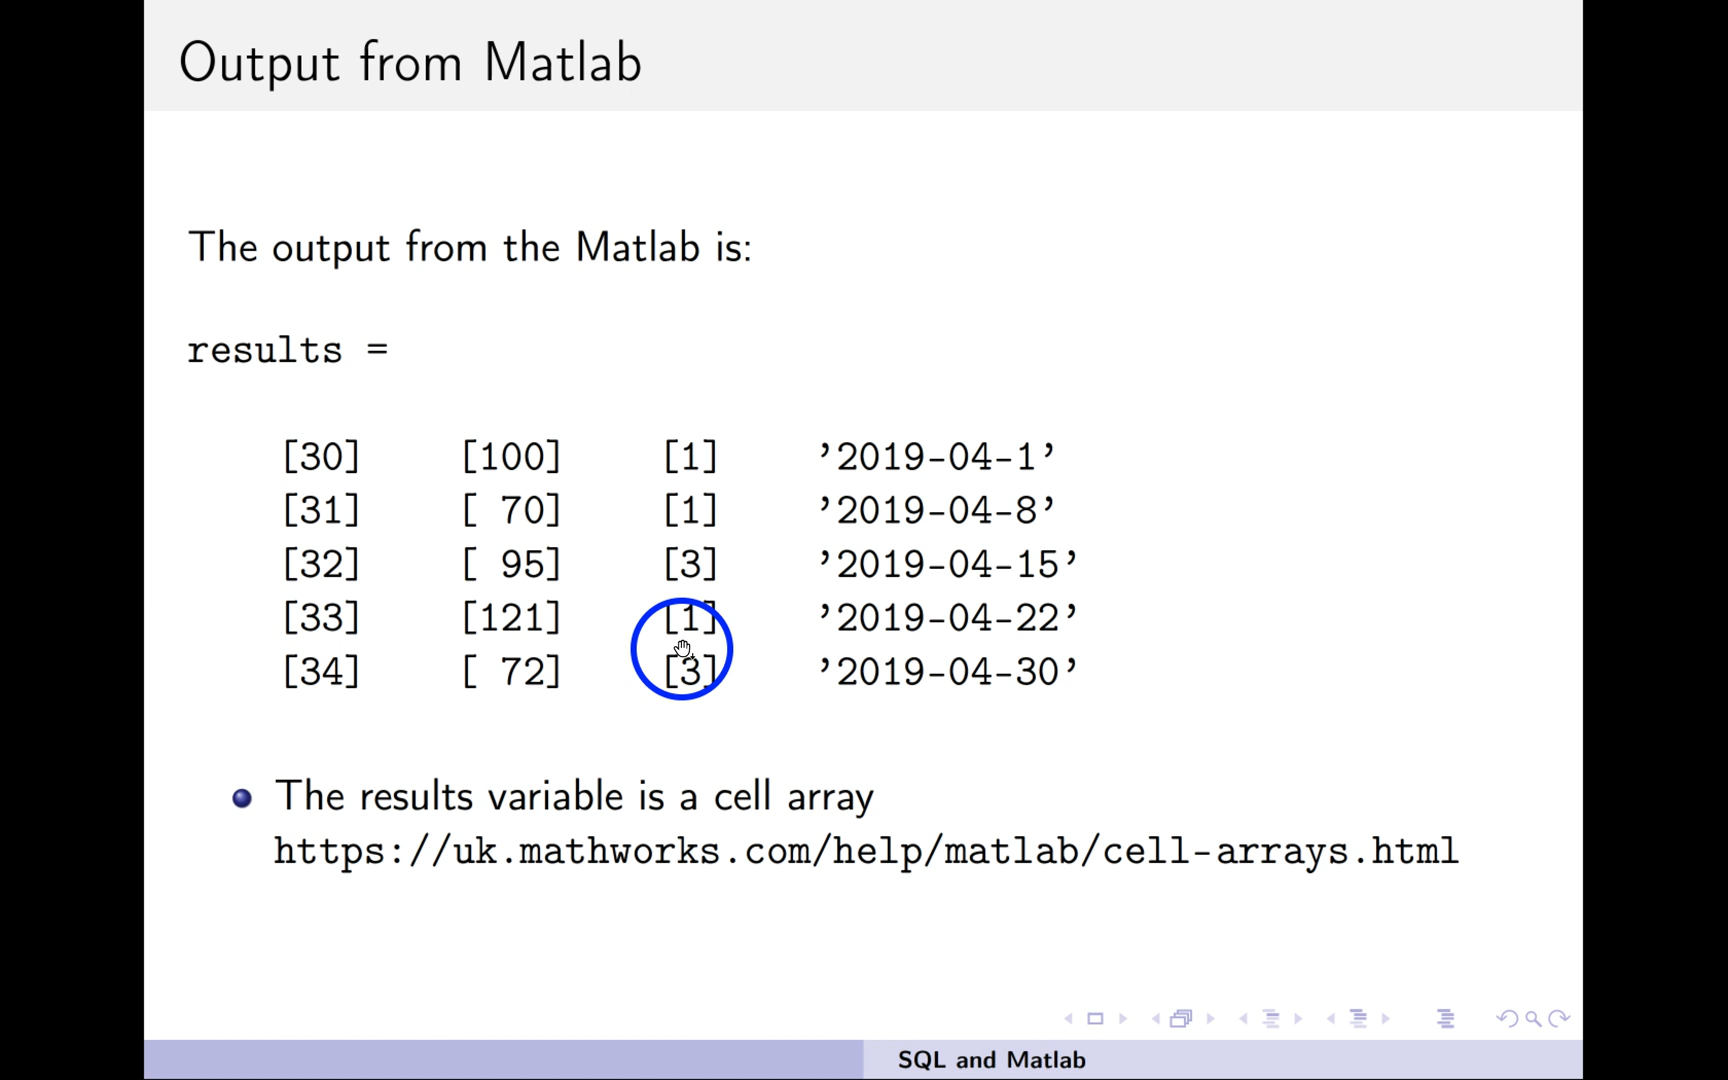 Output from Matlab
The output from the Matlab is:
results =
[30] [100] [1] ’2019-04-1’
[31] [ 70] [1] ’2019-04-8’
[32] [ 95] [3] ’2019-04-15’
[33] [121] [1] ’2019-04-22’
[34] [ 72] [3] ’2019-04-30’
The results variable is a cell array
https://uk.mathworks.com/help/matlab/cell-arrays.html
SQL and Matlab